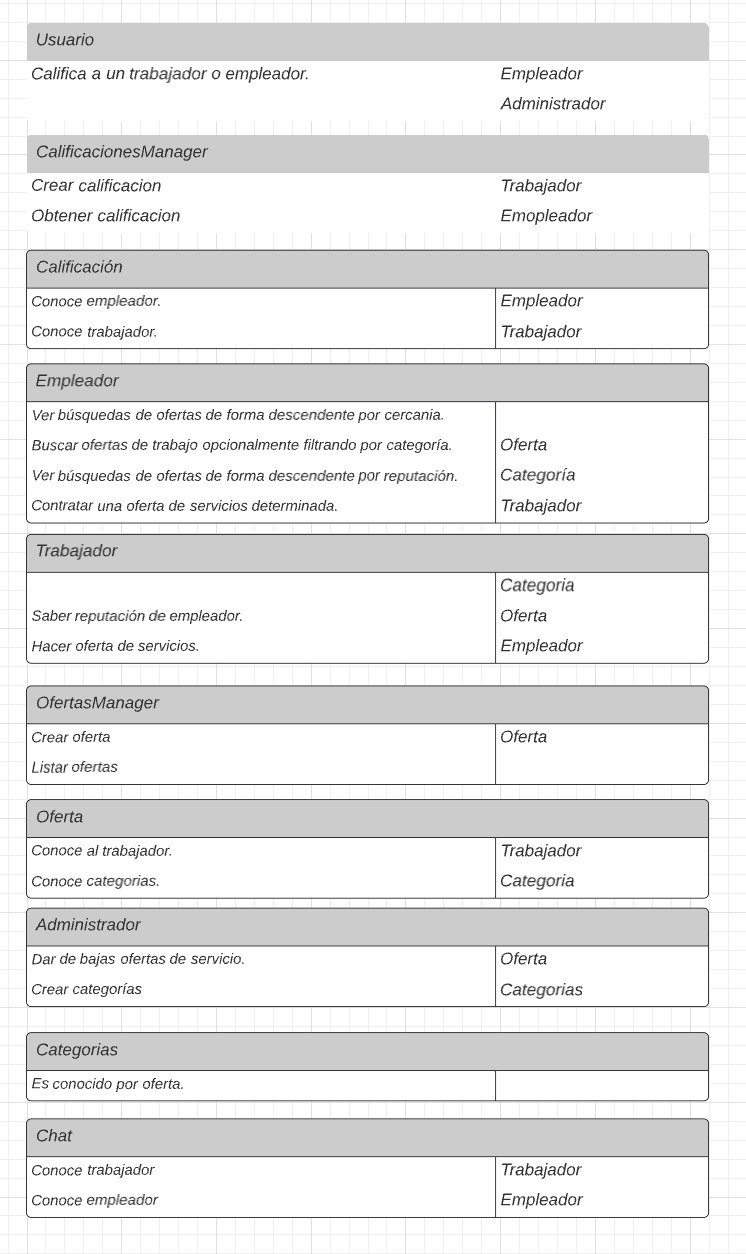 Usuario
Califica a un trabajador o empleador. Empleador
Administrador
CalificacionesManager
Crear calificacion Trabajador
Obtener calificacion Emopleador
Calificación
Conoce empleador. Empleador
Conoce trabajador. Trabajador
Empleador
Ver búsquedas de ofertas de forma descendente por cercania.
Buscar ofertas de trabajo opcionalmente filtrando por categoría. Oferta
Ver búsquedas de ofertas de forma descendente por reputación. Categoría
Contratar una oferta de servicios determinada. Trabajador
Trabajador
Categoria
Saber reputación de empleador. Oferta
Hacer oferta de servicios. Empleador
OfertasManager
Crear oferta Oferta
Listar ofertas
Oferta
Conoce al trabajador. Trabajador
Conoce categorias. Categoria
Administrador
Dar de bajas ofertas de servicio. Oferta
Crear categorías Categorias
Categorias
Es conocido por oferta.
Chat
Conoce trabajador Trabajador
Conoce empleador Empleador